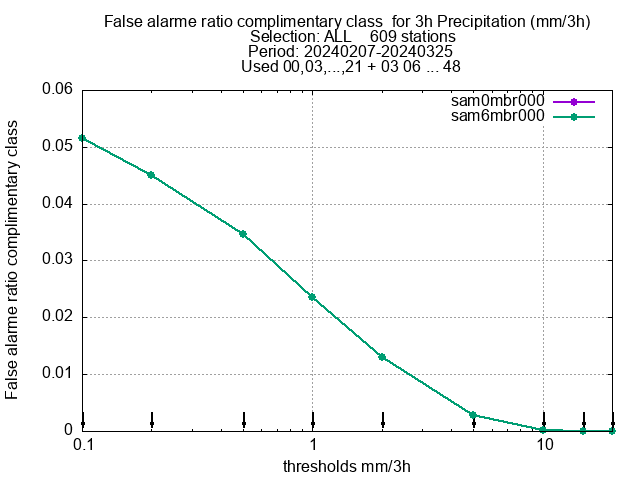 False alarme ratio complimentary class  for 3h Precipitation (mm/3h)
Selection: ALL    609 stations
Period: 20240207-20240325
Used 00,03,...,21 + 03 06 ... 48
sam0mbr000
sam6mbr000
False alarme ratio complimentary class
0.06
0.05
0.04
0.03
0.02
0.01
0
0.1
1
10
thresholds mm/3h